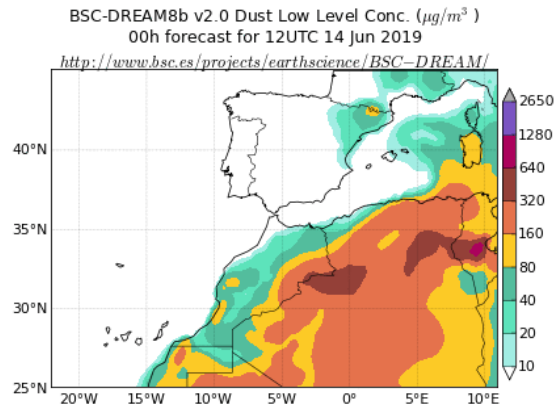 BSC-DREAM8b v2.0 Dust Low Level Conc. (μg/m³ )
00h forecast for 12UTC 14 Jun 2019
http://www.bsc.es/projects/earthscience/BSC−DREAM/
40°N
35°N
30°N
25°N
20°W 15°W 10°W 5°W 0° 5°E 10°E
2650
1280
640
320
160
80
40
20
10